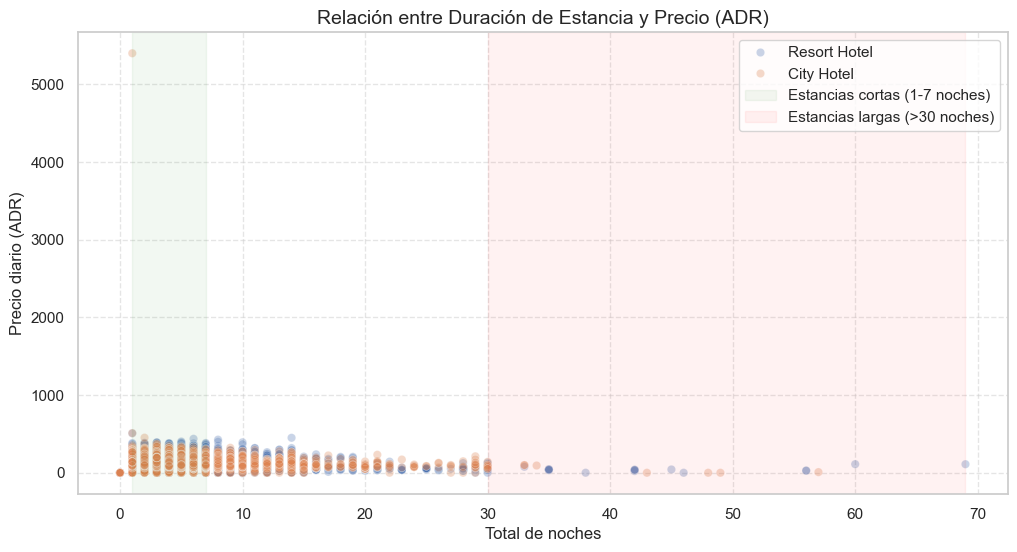 Relación entre Duración de Estancia y Precio (ADR)
Resort Hotel
City Hotel
Estancias cortas (1-7 noches)
Estancias largas (>30 noches)
Precio diario (ADR)
5000
4000
3000
2000
1000
0
0 10 20 30 40 50 60 70
Total de noches